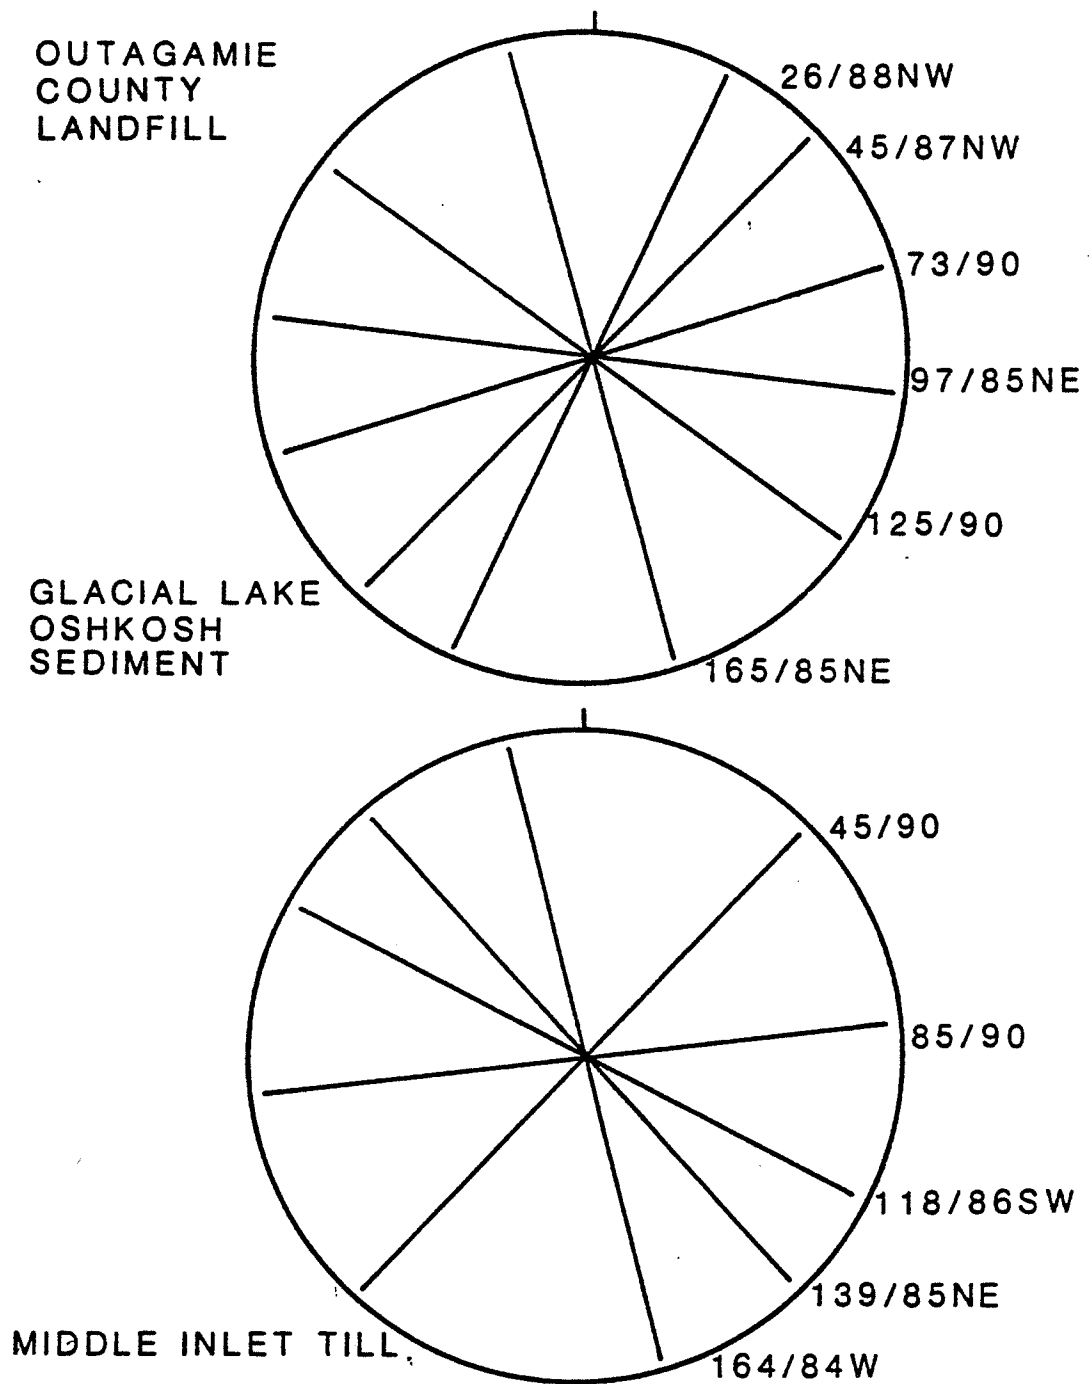 OUTAGAMIE
COUNTY
LANDFILL
26/88NW
45/87NW
73/90
97/85NE
125/90
GLACIAL LAKE
OSHKOSH
SEDIMENT
165/85NE
45/90
85/90
118/86SW
139/85NE
MIDDLE INLET TILL
164/84W